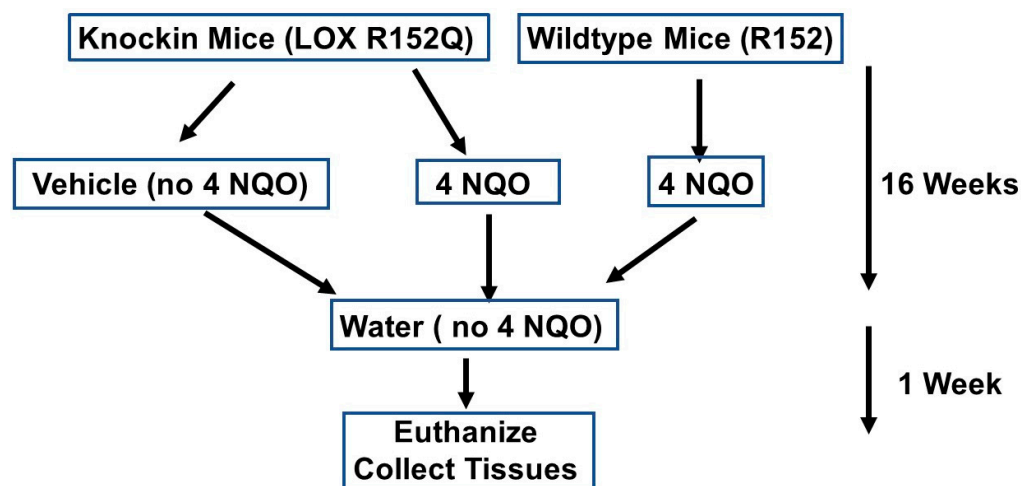 Knockin Mice (LOX R152Q)
Wildtype Mice (R152)
Vehicle (no 4 NQO)
4 NQO
4 NQO
16 Weeks
Water ( no 4 NQO)
1 Week
Euthanize
Collect Tissues